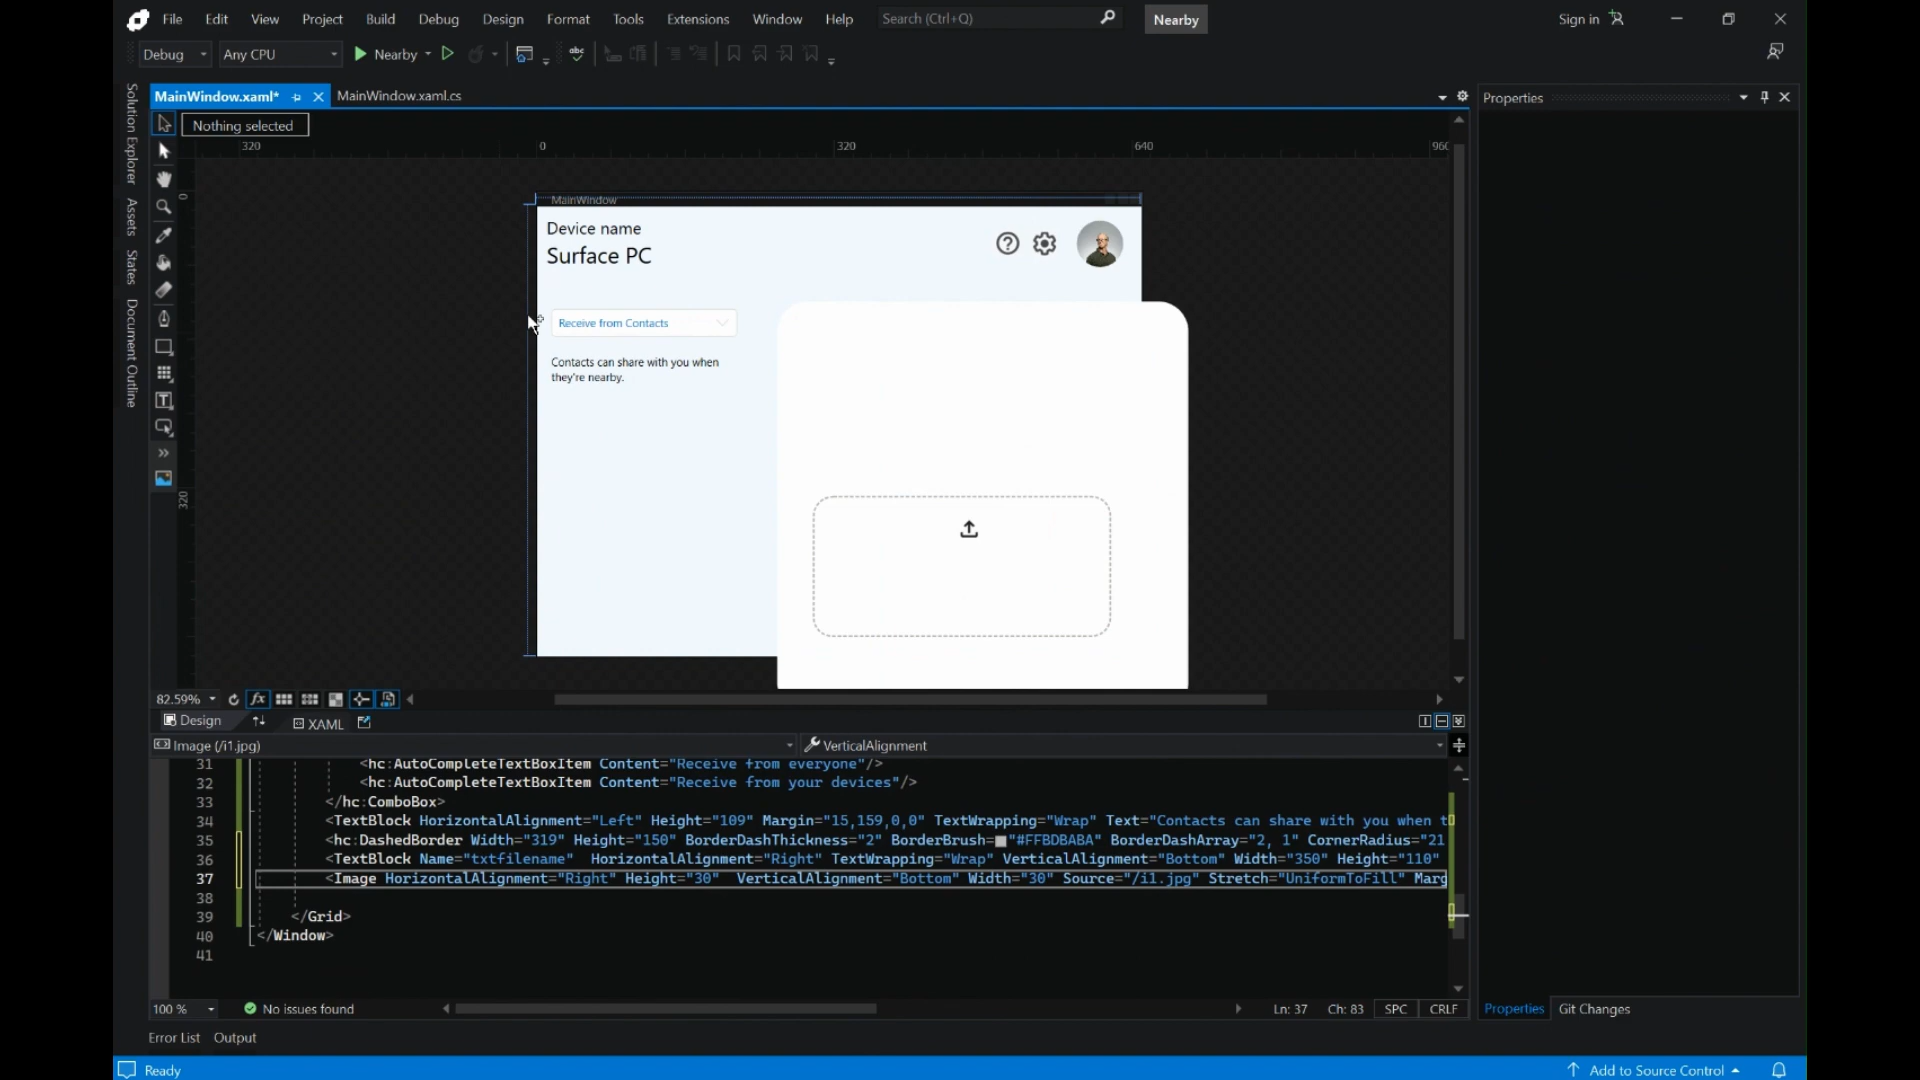 File Edit View Project Build Debug Design Format Tools Extensions Window Help Search (Ctrl+Q) Nearby Sign in
Debug Any CPU Nearby abc
MainWindow.xaml* MainWindow.xaml.cs Properties
Nothing selected
320 0 320 640 960
Solution Explorer
Assets
States
Document Outline
0
320
MainWindow
Device name
Surface PC
Receive from Contacts
Contacts can share with you when
they're nearby.
82.59% fx
Design XAML
Image (/i1.jpg) VerticalAlignment
31 <hc:AutoCompleteTextBoxItem Content="Receive from everyone"/>
32 <hc:AutoCompleteTextBoxItem Content="Receive from your devices"/>
33 </hc:ComboBox>
34 <TextBlock HorizontalAlignment="Left" Height="109" Margin="15,159,0,0" TextWrapping="Wrap" Text="Contacts can share with you when t
35 <hc:DashedBorder Width="319" Height="150" BorderDashThickness="2" BorderBrush="#FFBDBABA" BorderDashArray="2, 1" CornerRadius="21
36 <TextBlock Name="txtfilename" HorizontalAlignment="Right" TextWrapping="Wrap" VerticalAlignment="Bottom" Width="350" Height="110"
37 <Image HorizontalAlignment="Right" Height="30" VerticalAlignment="Bottom" Width="30" Source="/i1.jpg" Stretch="UniformToFill" Marg
38
39 </Grid>
40 </Window>
41
100 % No issues found Ln: 37 Ch: 83 SPC CRLF Properties Git Changes
Error List Output
Ready Add to Source Control